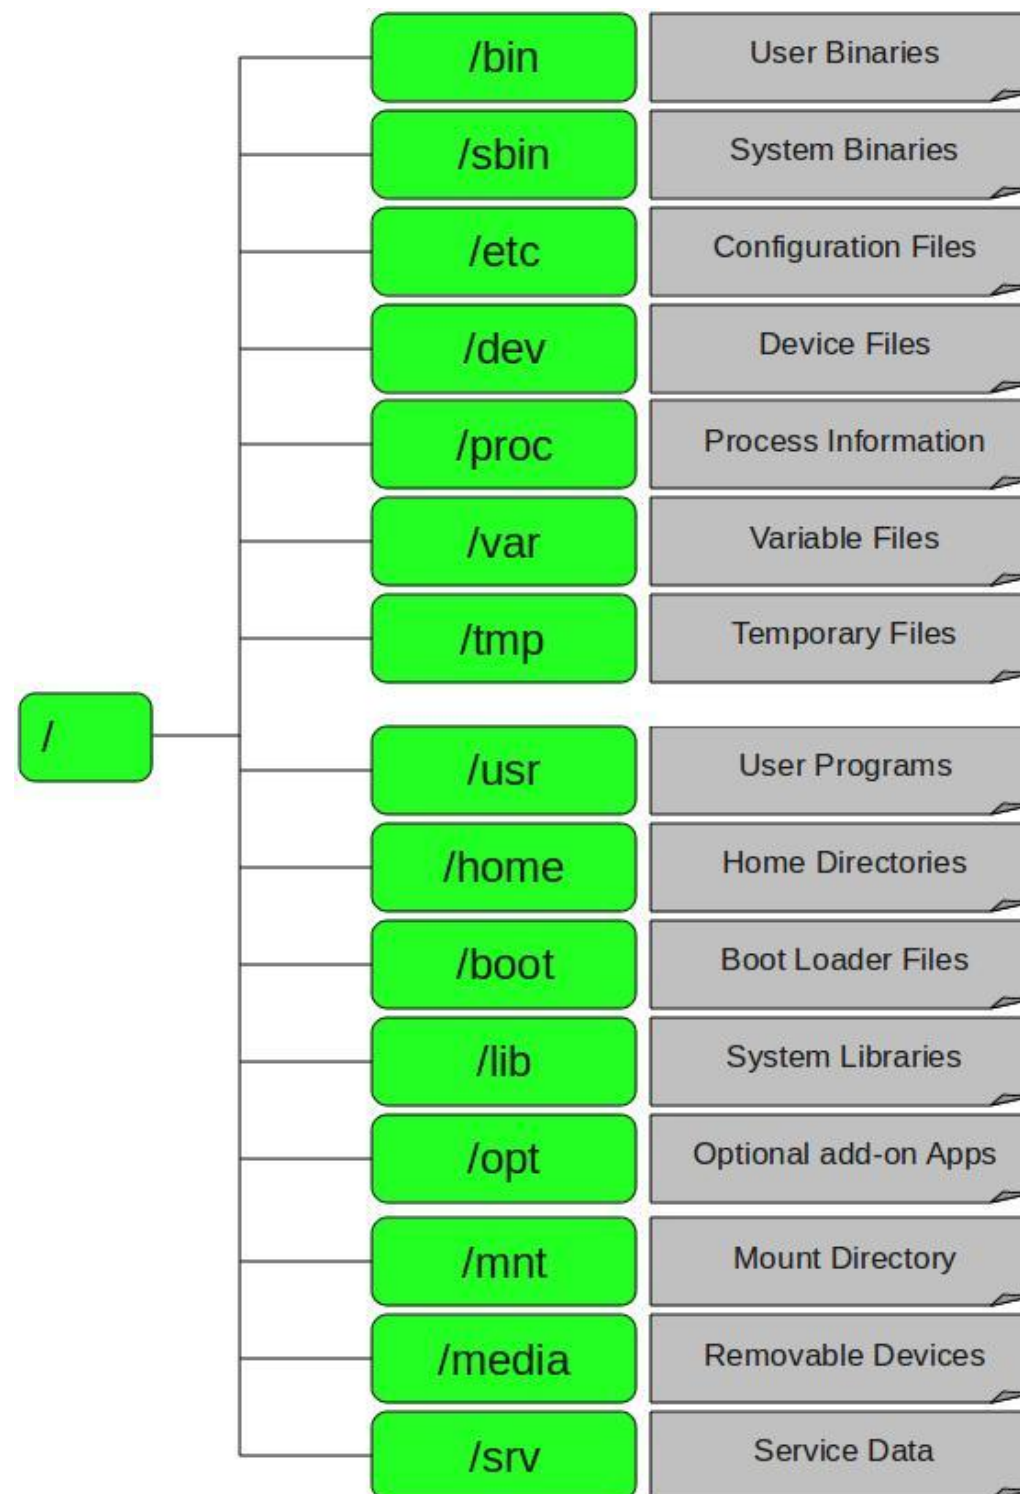 /bin User Binaries
/sbin System Binaries
/etc Configuration Files
/dev Device Files
/proc Process Information
/var Variable Files
/tmp Temporary Files
/
/usr User Programs
/home Home Directories
/boot Boot Loader Files
/lib System Libraries
/opt Optional add-on Apps
/mnt Mount Directory
/media Removable Devices
/srv Service Data